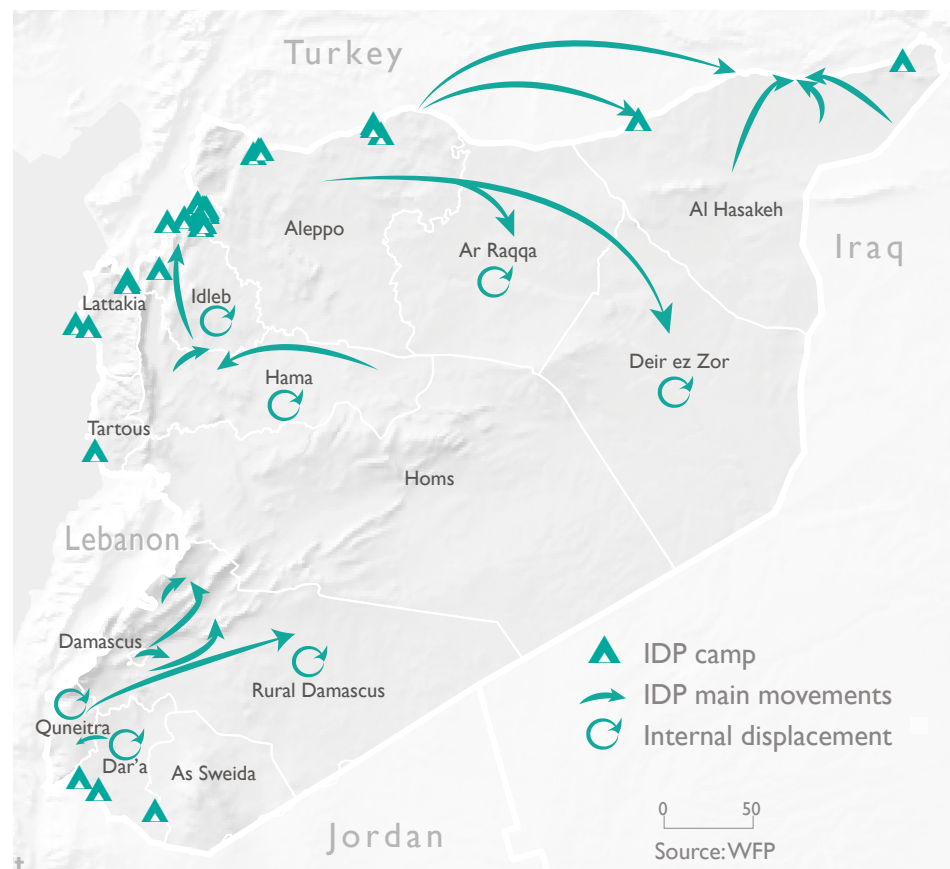 Turkey
Al Hasakeh
Aleppo
Iraq
Ar Raqqa
Idleb
Lattakia
Deir ez Zor
Hama
Tartous
Homs
Lebanon
Damascus
Rural Damascus
Quneitra
Dar'a
As Sweida
Jordan
IDP camp
IDP main movements
Internal displacement
0 50
Source: WFP
t